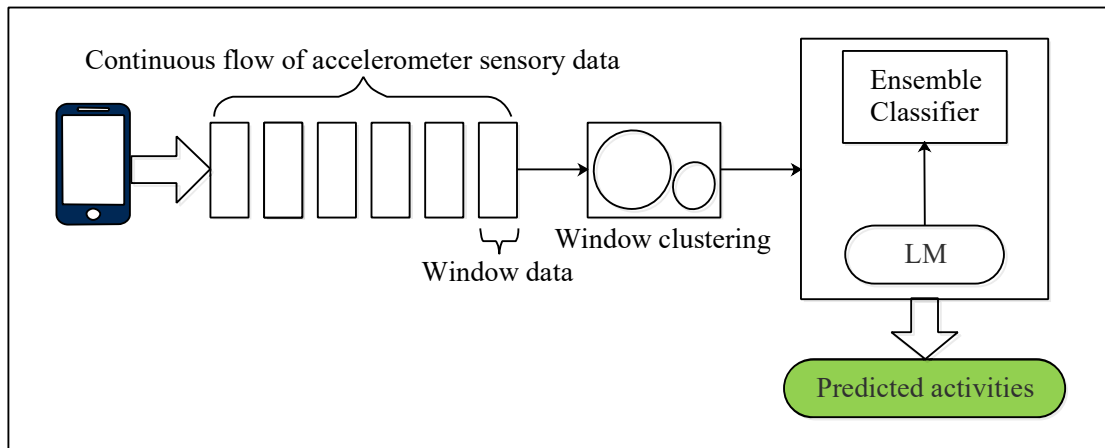 Continuous flow of accelerometer sensory data
Window data
Window clustering
Ensemble
Classifier
LM
Predicted activities